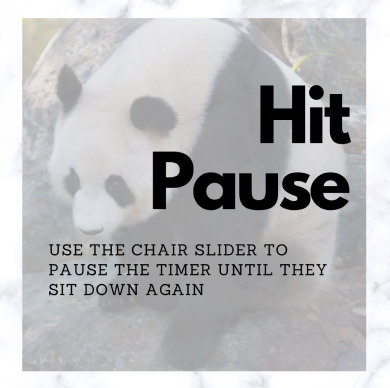 Hit
Pause
USE THE CHAIR SLIDER TO
PAUSE THE TIMER UNTIL THEY
SIT DOWN AGAIN